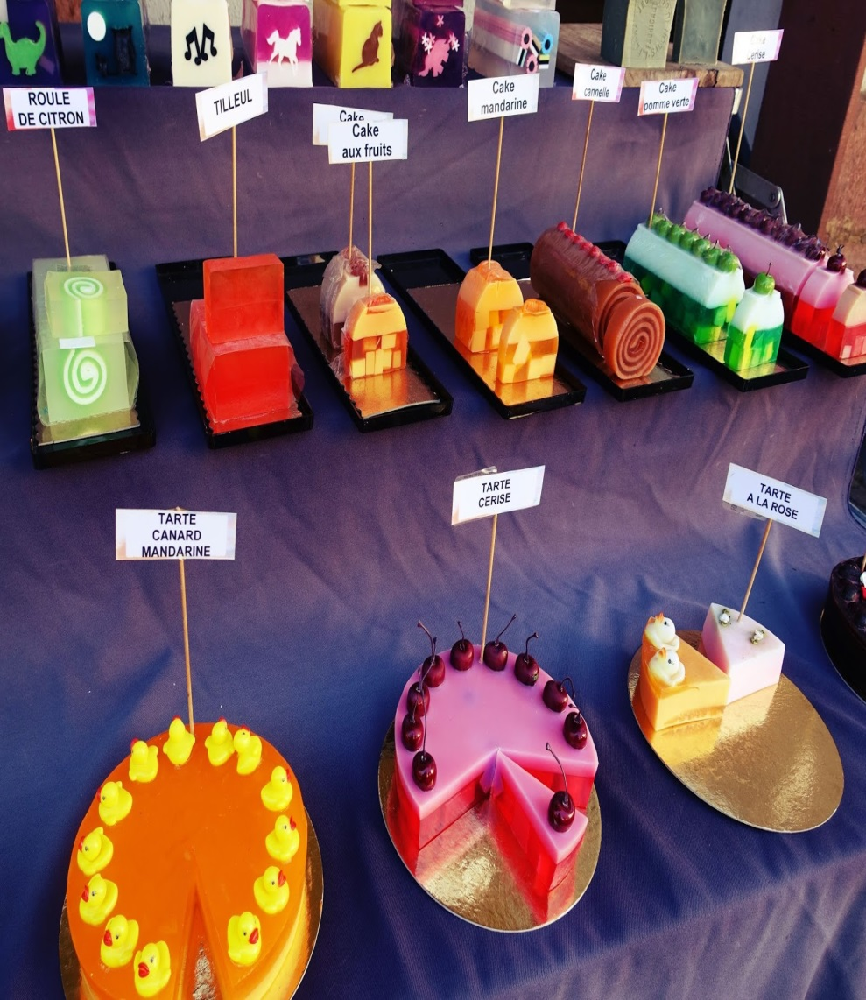 Cake
cerise
ROULE
DE CITRON
TILLEUL
Cake
Cake
aux fruits
Cake
mandarine
Cake
cannelle
Cake
pomme verte
TARTE
CANARD
MANDARINE
TARTE
CERISE
TARTE
A LA ROSE